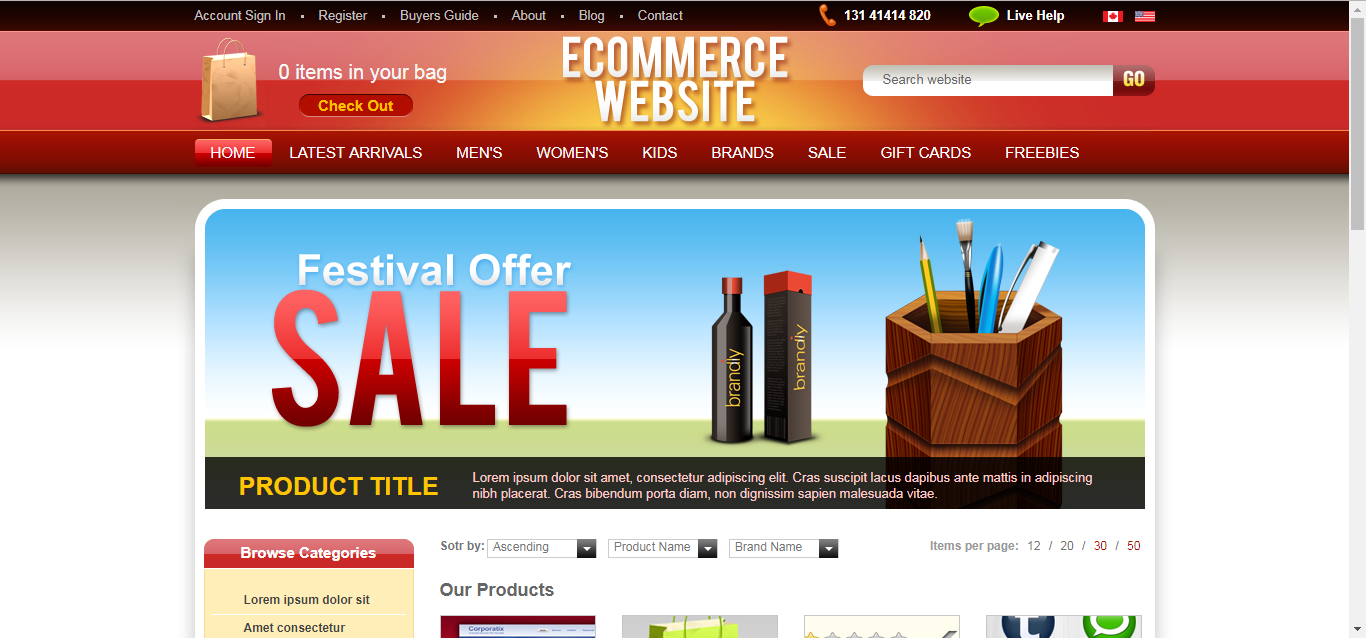 Account Sign In
Register
Buyers Guide
About
Blog
Contact
131 41414 820
Live Help
0 items in your bag
Check Out
ECOMMERCE
WEBSITE
Search website
GO
HOME
LATEST ARRIVALS
MEN'S
WOMEN'S
KIDS
BRANDS
SALE
GIFT CARDS
FREEBIES
Festival Offer
SALE
brandiy
brandiy
PRODUCT TITLE
Lorem ipsum dolor sit amet, consectetur adipiscing elit. Cras suscipit lacus dapibus ante mattis in adipiscing
nibh placerat. Cras bibendum porta diam, non dignissim sapien malesuada vitae.
Browse Categories
Lorem ipsum dolor sit
Amet consectetur
Sotr by:
Ascending
Product Name
Brand Name
Items per page: 12 / 20 / 30 / 50
Our Products
Corporatix